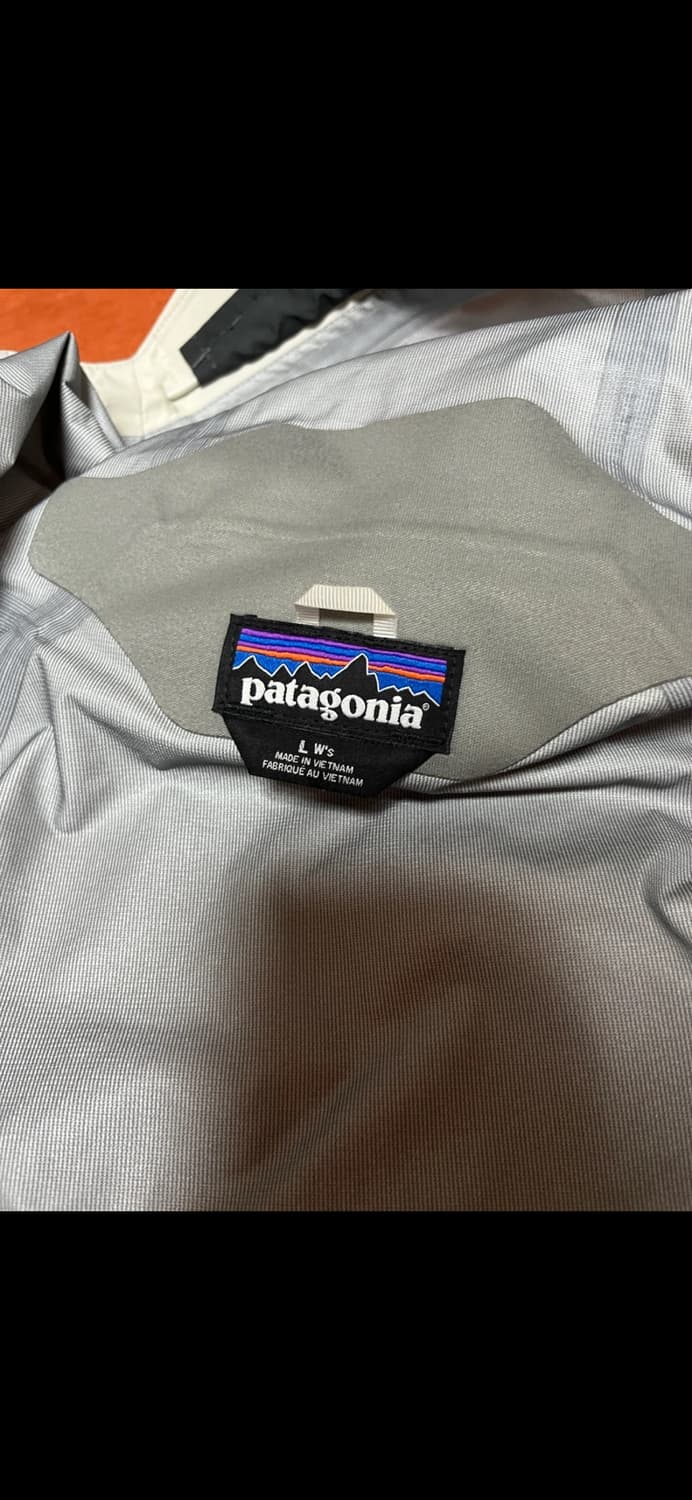 patagonia®
L W's
MADE IN VIETNAM
FABRIQUÉ AU VIETNAM